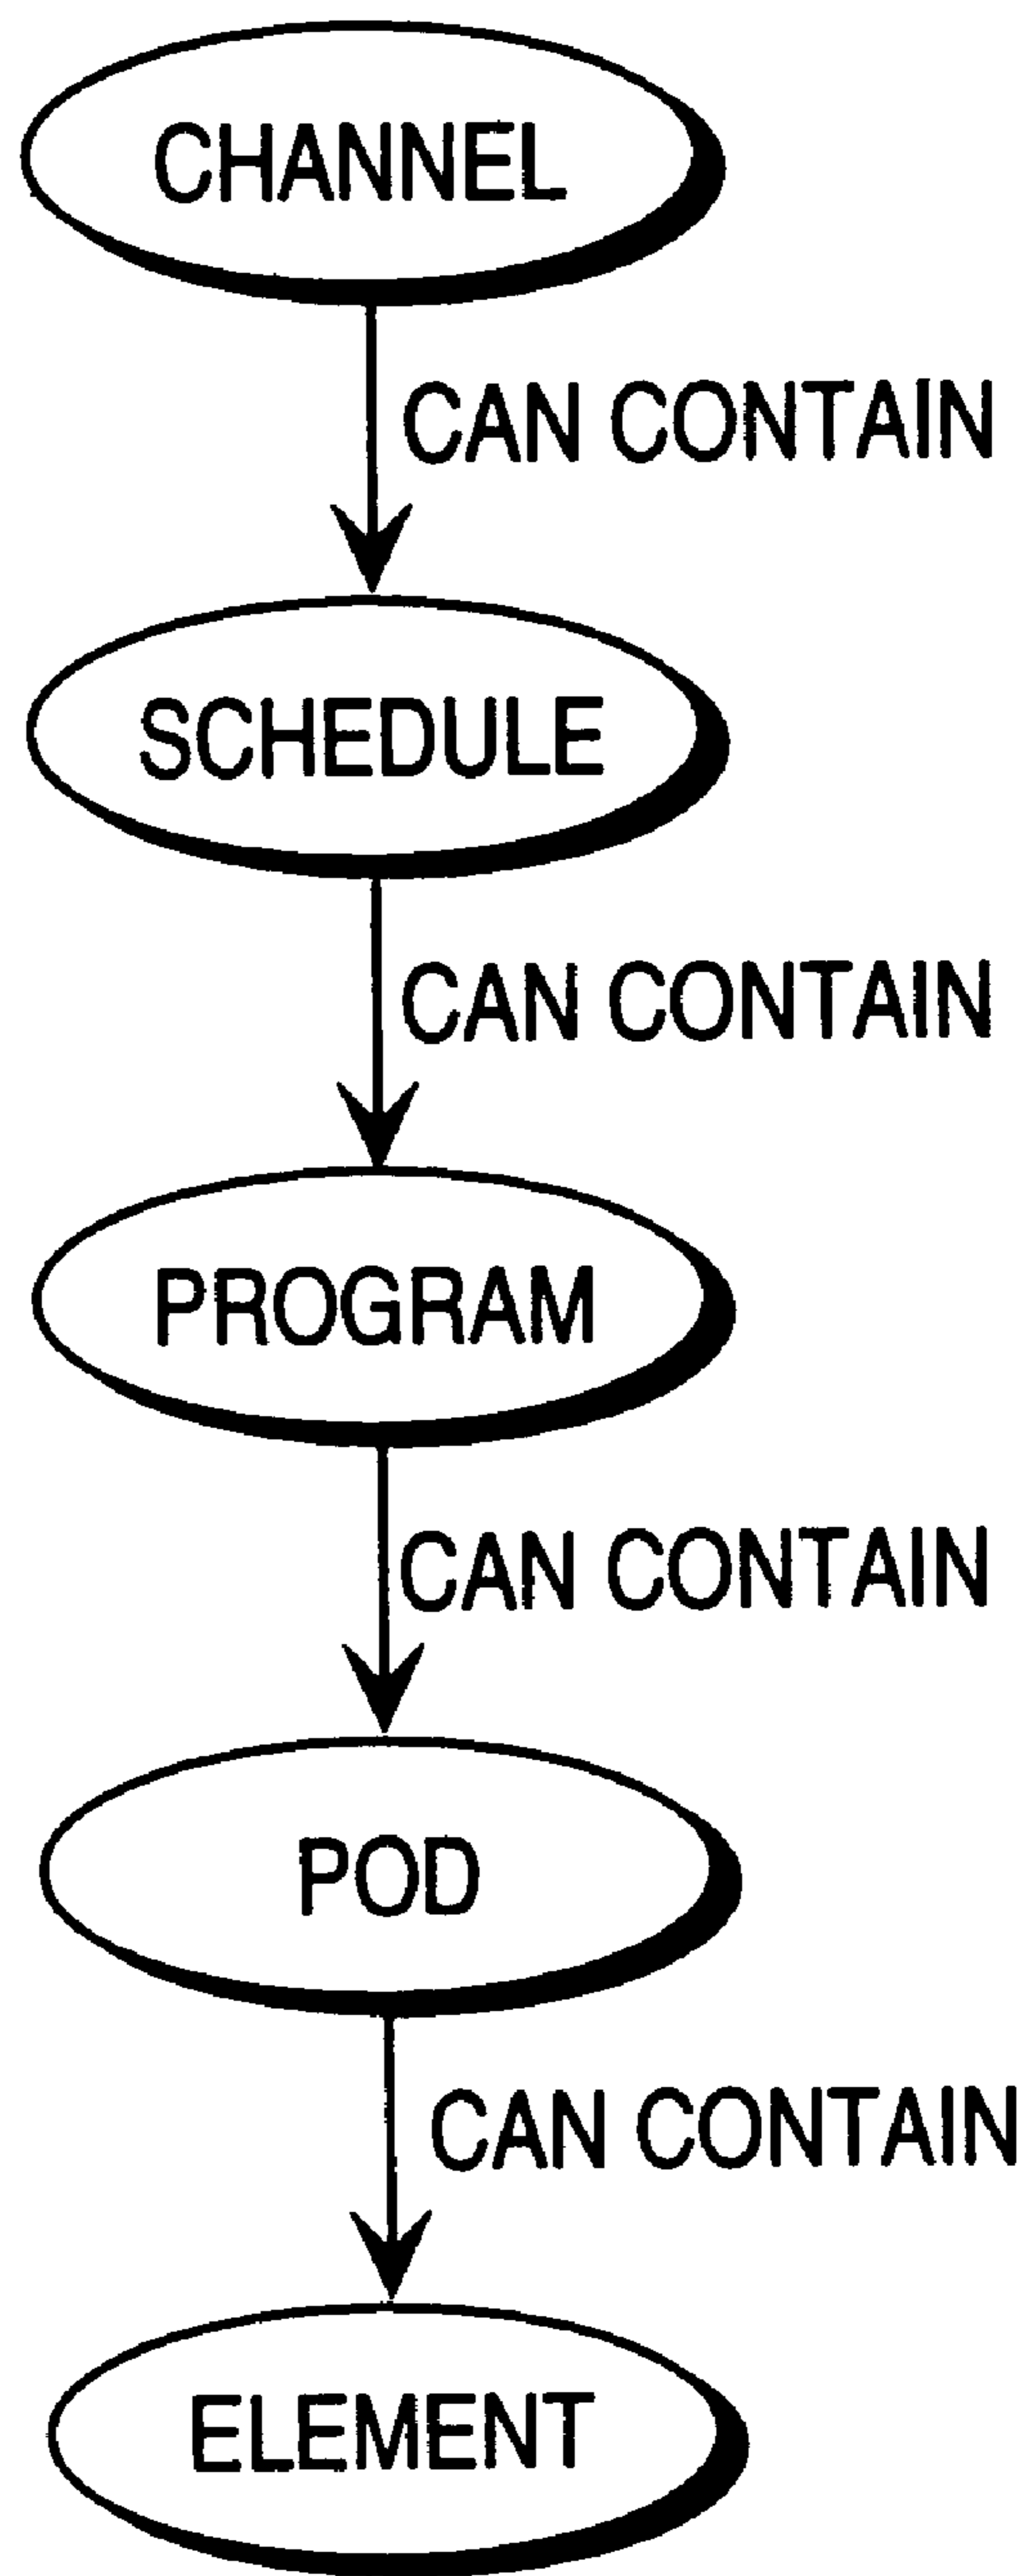 CHANNEL
CAN CONTAIN
SCHEDULE
CAN CONTAIN
PROGRAM
CAN CONTAIN
POD
CAN CONTAIN
ELEMENT